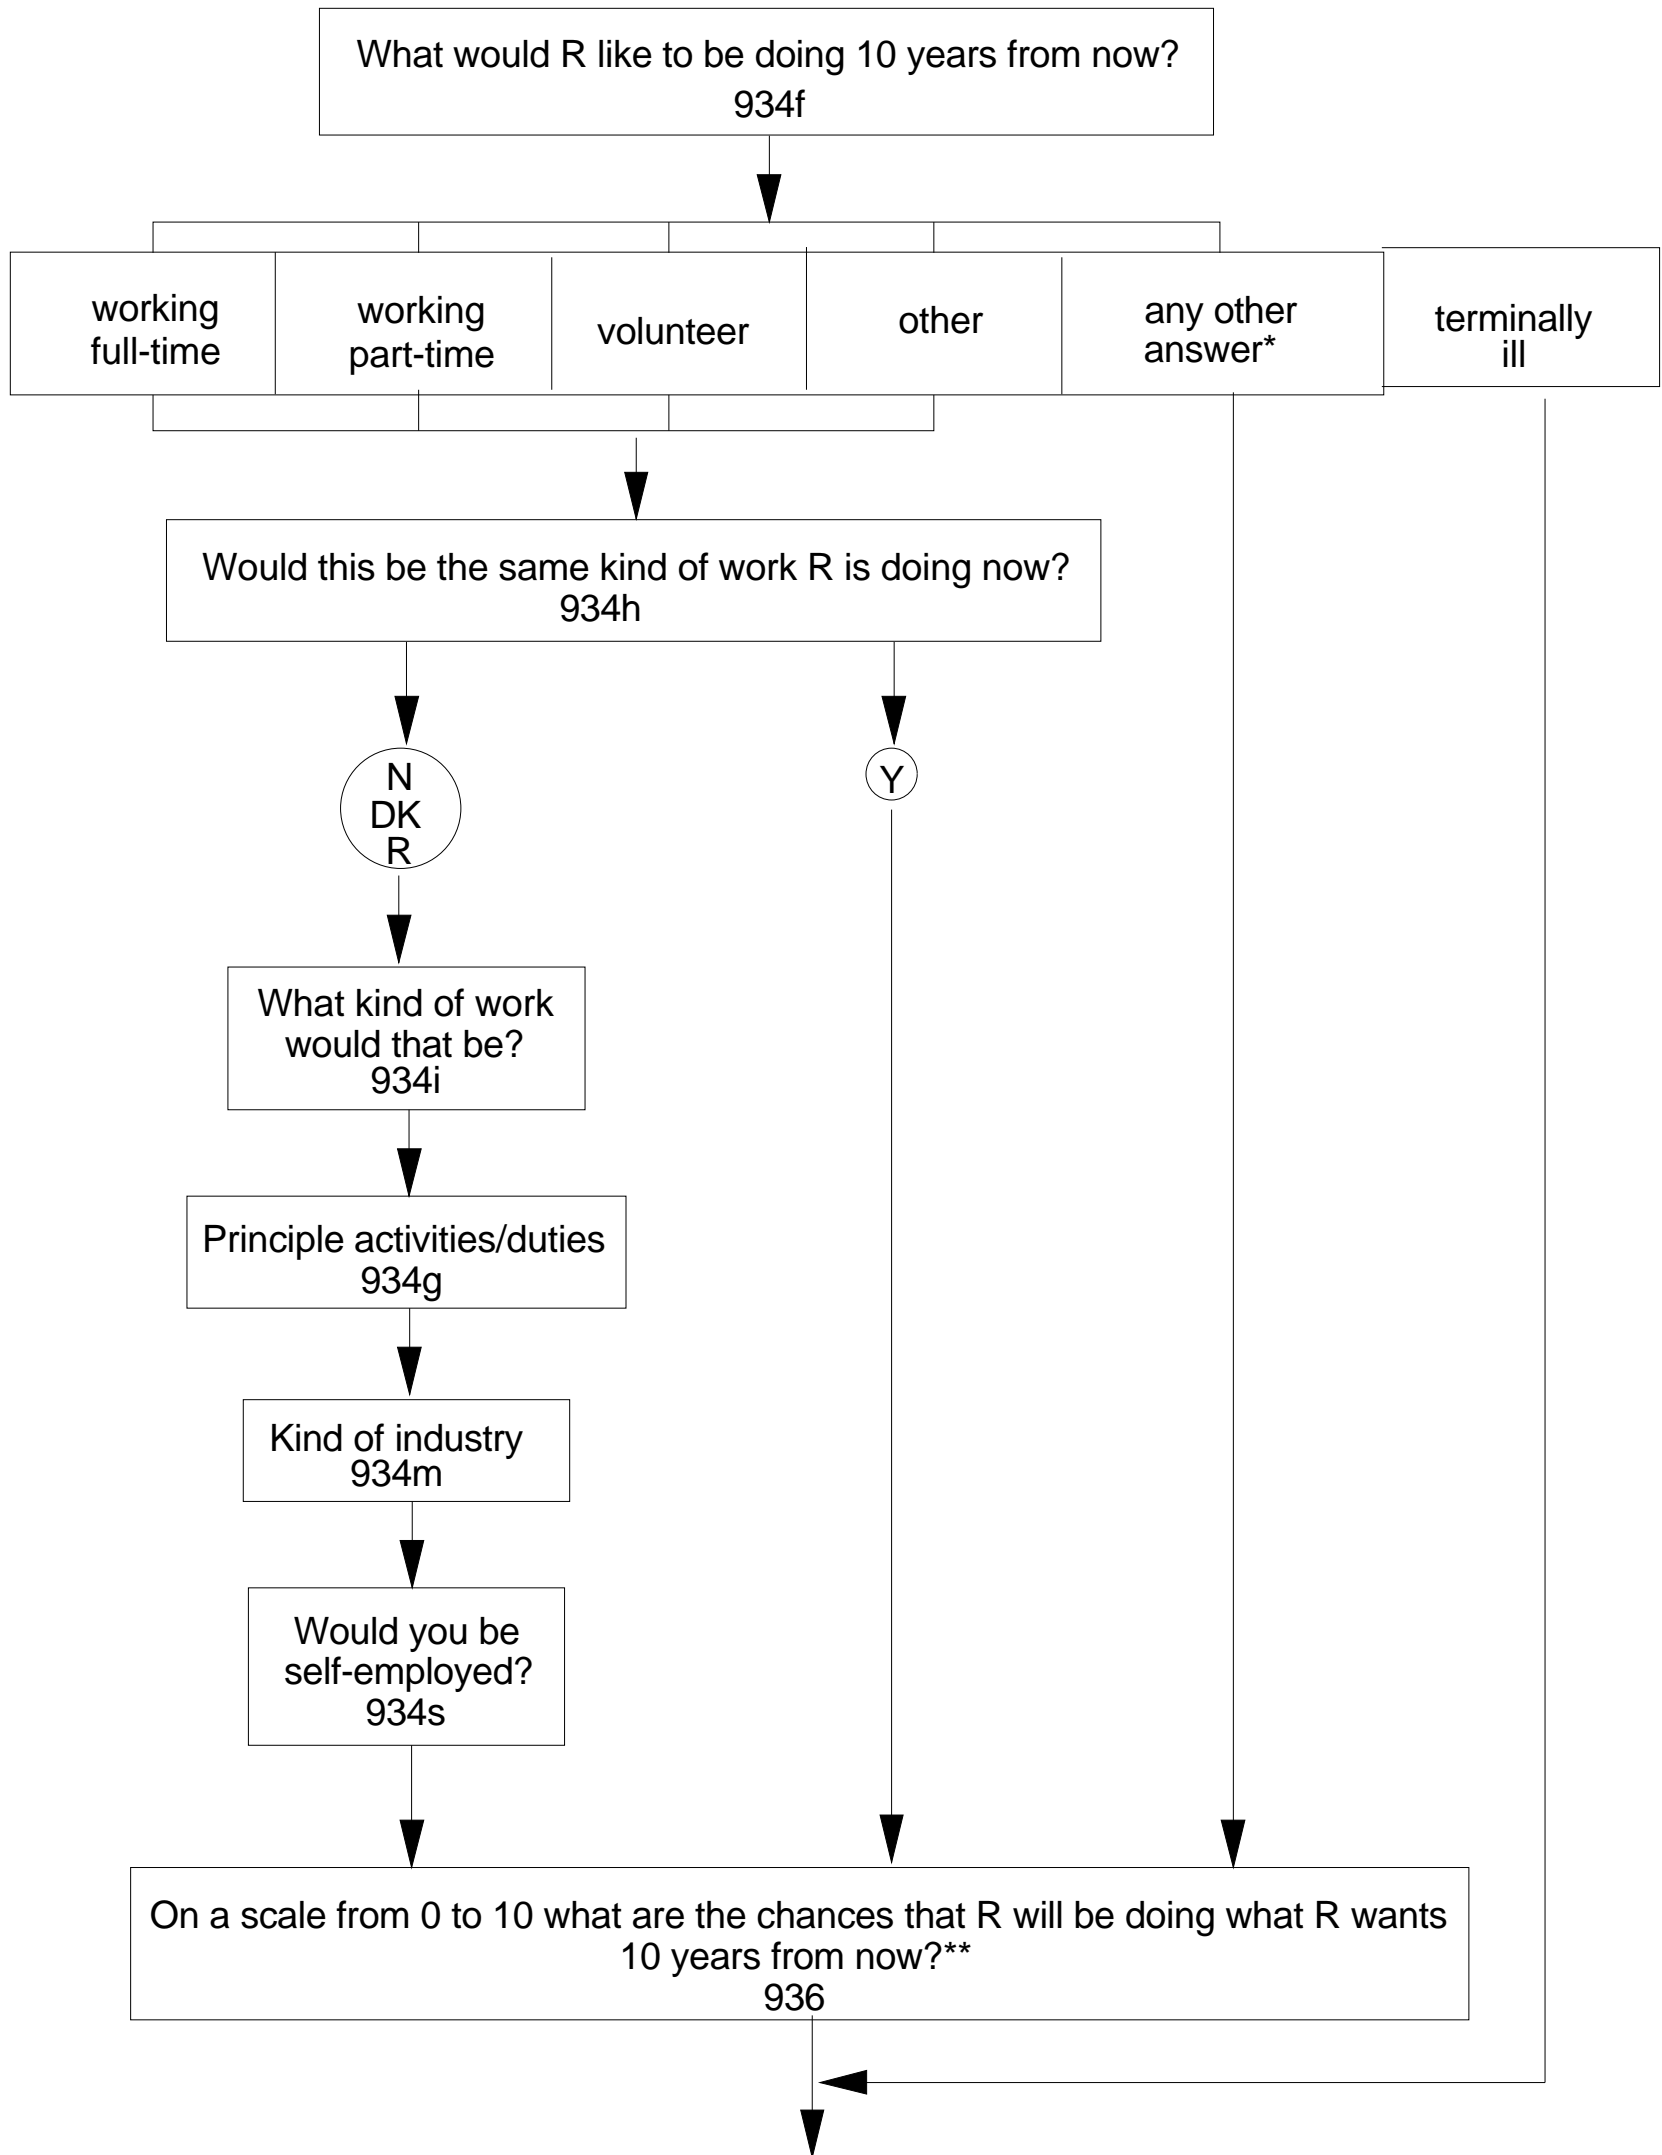 What would R like to be doing 10 years from now?
934f
working
full-time
working
part-time
volunteer
other
any other
answer*
terminally
ill
Would this be the same kind of work R is doing now?
934h
N
DK
R
Y
What kind of work
would that be?
934i
Principle activities/duties
934g
Kind of industry
934m
Would you be
self-employed?
934s
On a scale from 0 to 10 what are the chances that R will be doing what R wants
10 years from now?**
936